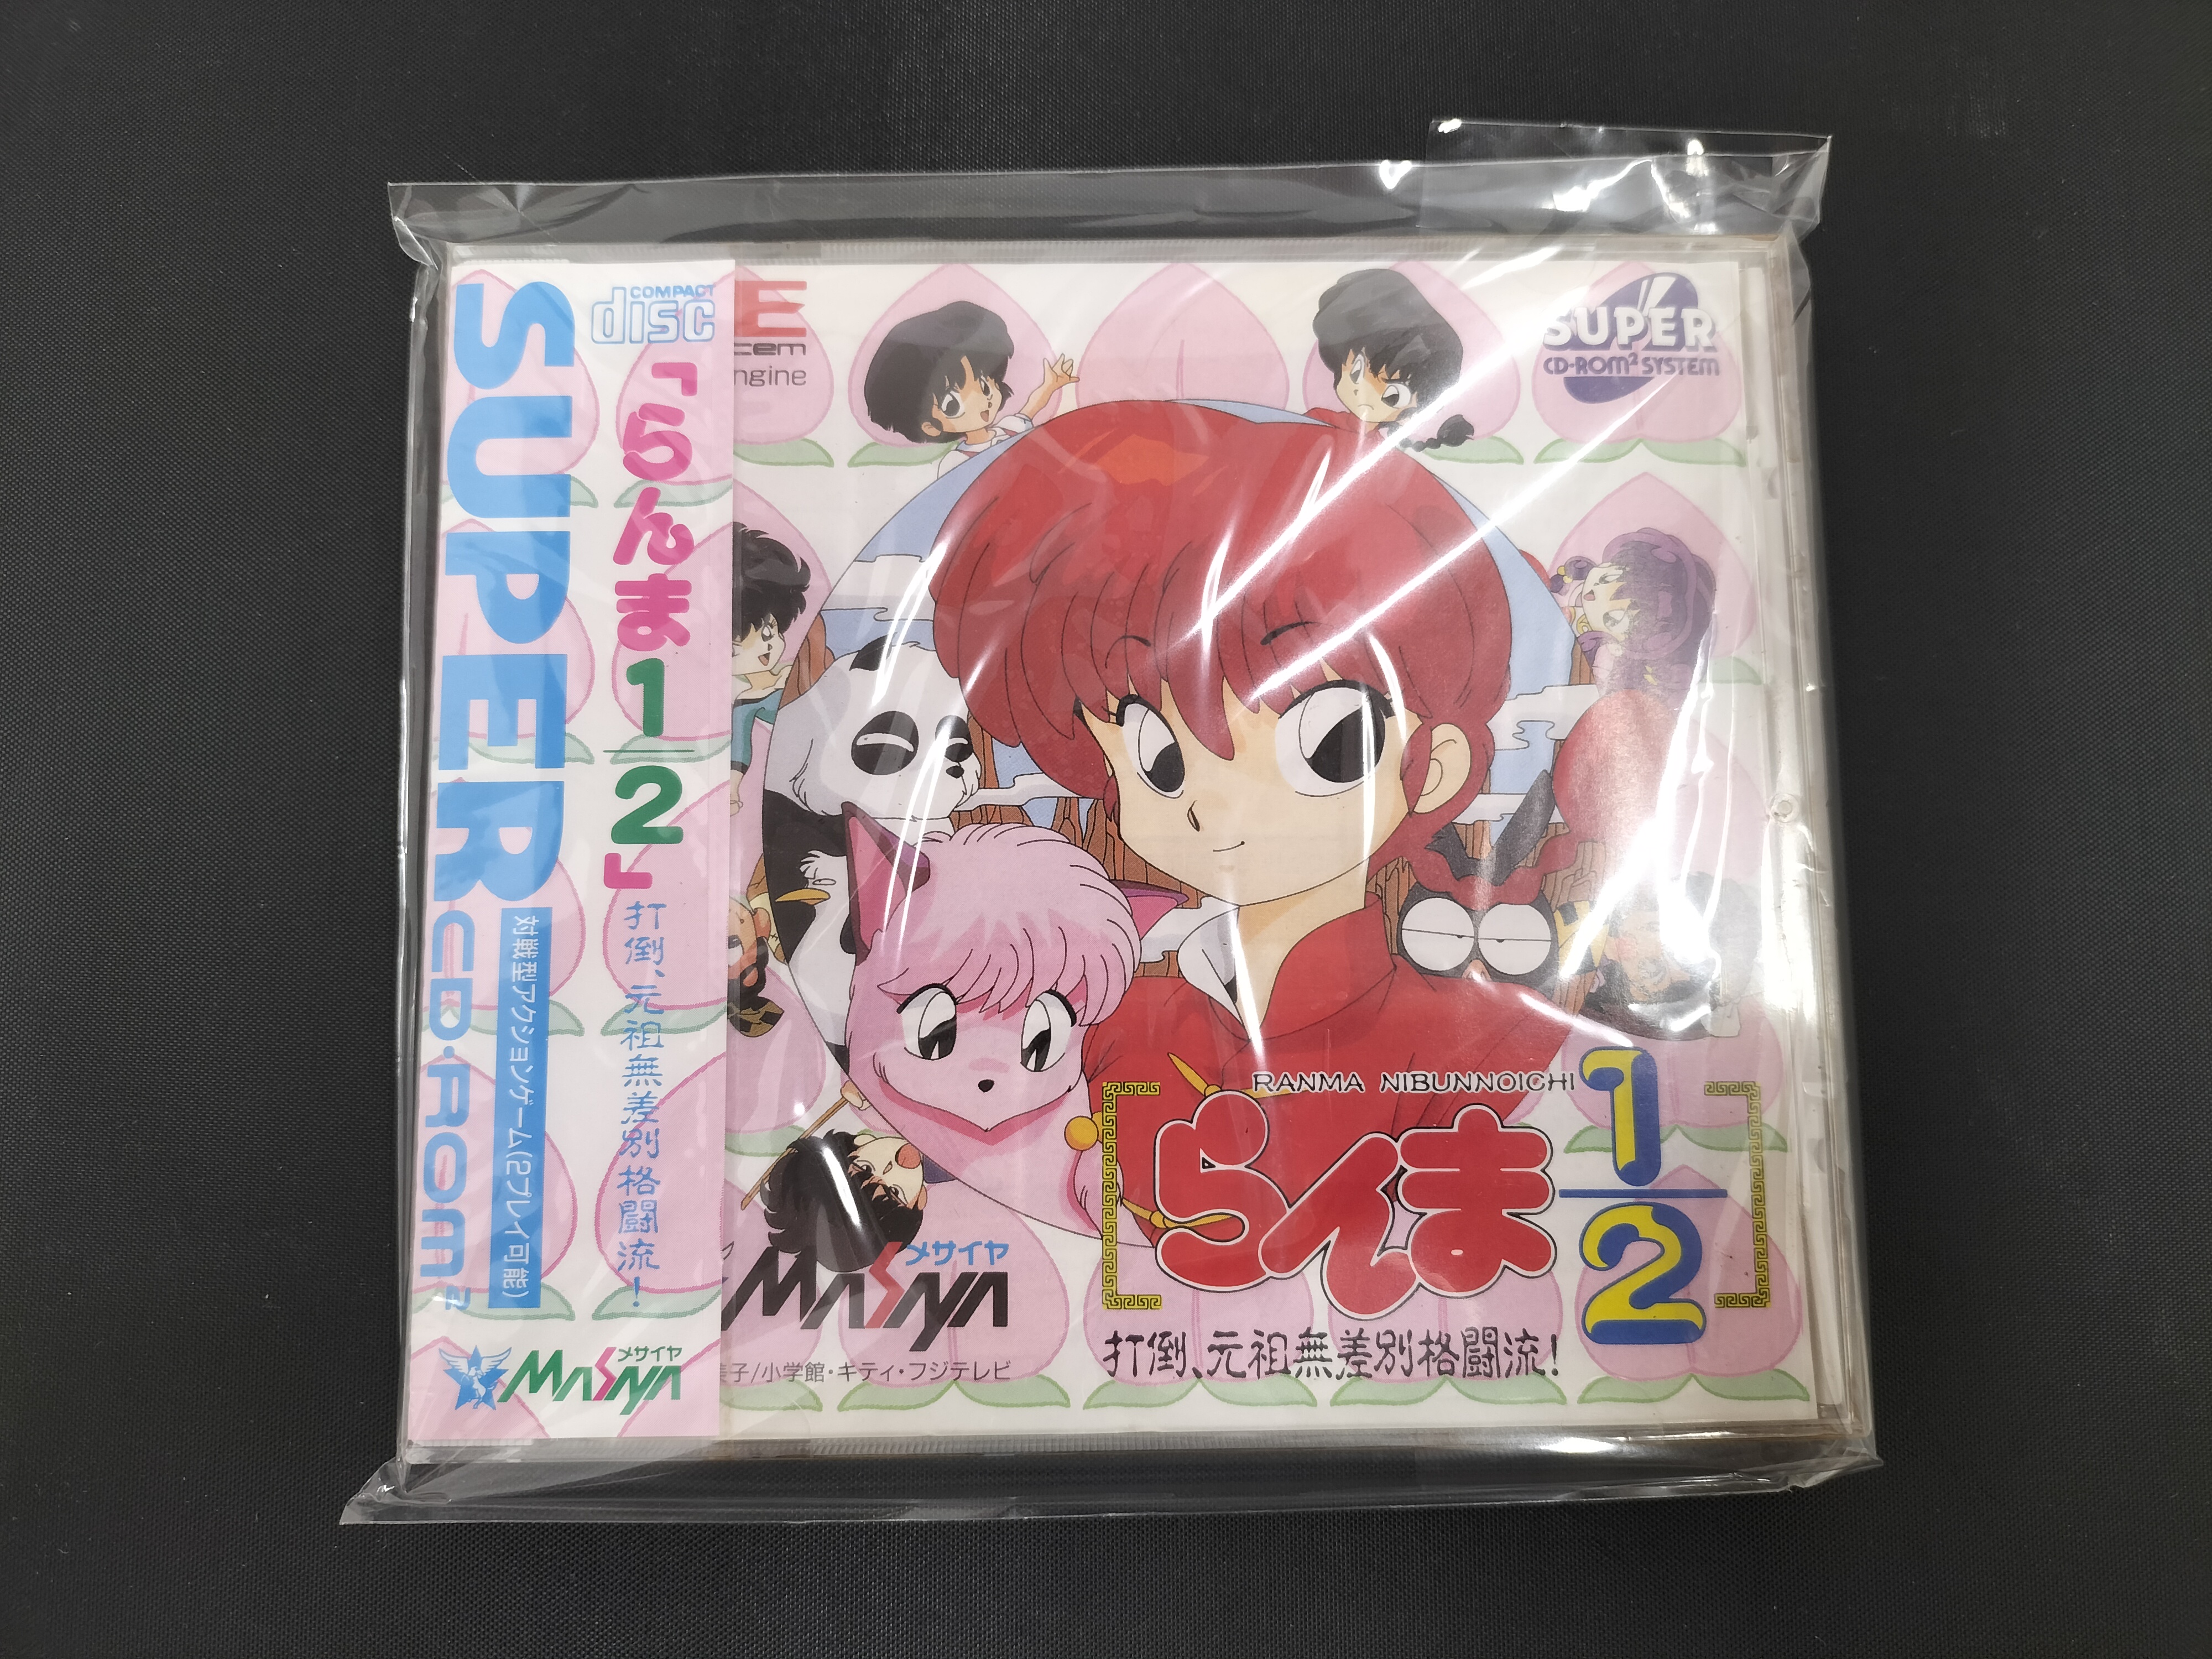 COMPACT
disc
SUPER CD-ROM²
対戦型アクションゲーム(2プレイ可能)
「らんま1/2」打倒、元祖無差別格闘流!
メサイヤ
MASAYA
E
ngine
SUPER
CD-ROM² SYSTEM
RANMA NIBUNNOICHI
らんま1/2
打倒、元祖無差別格闘流!
メサイヤ
MASAYA
子/小学館・キティ・フジテレビ